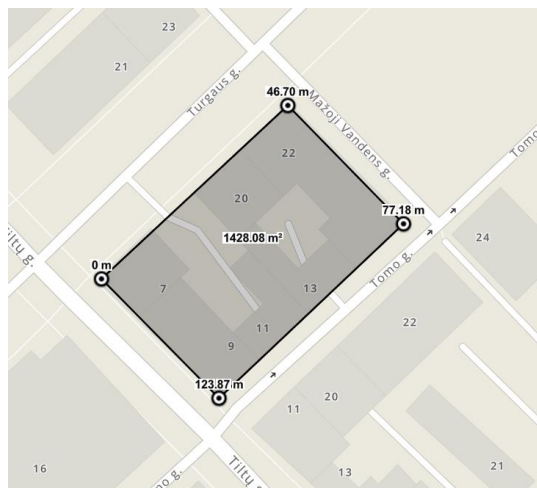 23
21
Turgaus g.
46.70 m
Mažoji Vandens g.
22
20
Tomo
77.18 m
1428.08 m²
Tiltų g.
24
Tomo g.
0 m
7
13
11
22
9
123.87 m
20
11
16
Tiltų g
13
21
mo g.